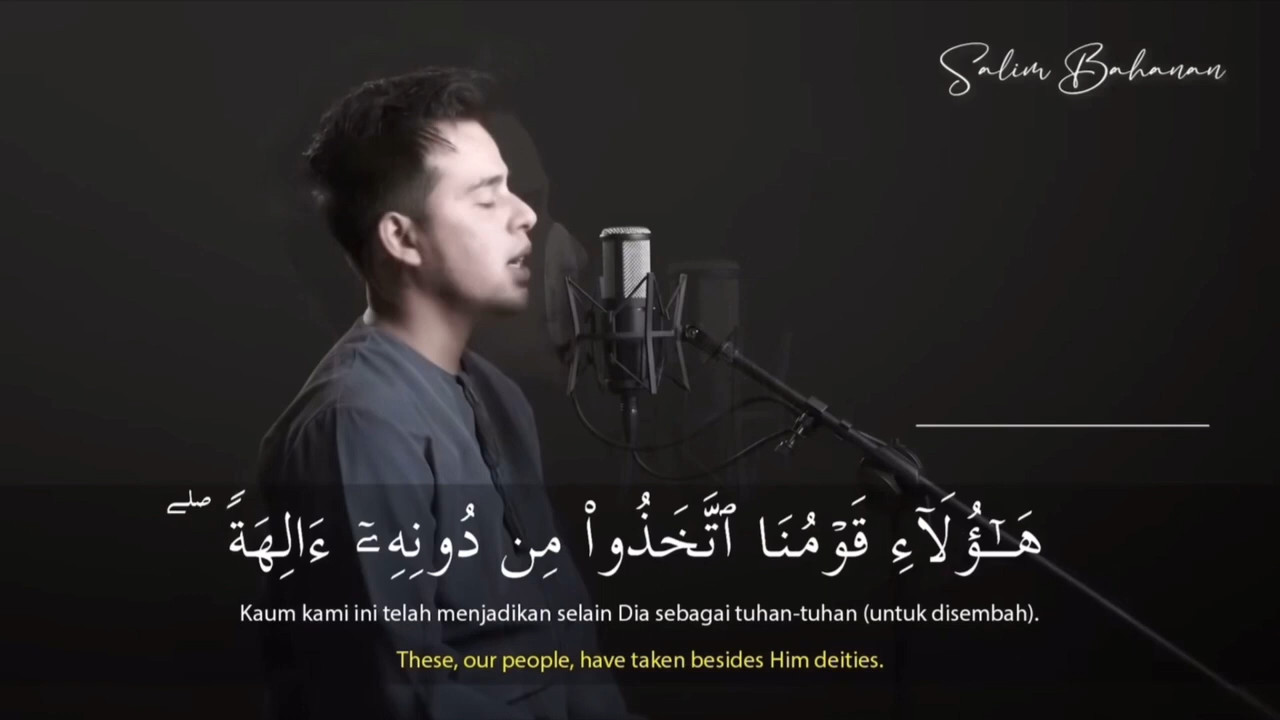 Salim Bahanan
هَـٰٓؤُلَآءِ قَوْمُنَا ٱتَّخَذُوا۟ مِن دُونِهِۦٓ ءَالِهَةًۭ ۖ
Kaum kami ini telah menjadikan selain Dia sebagai tuhan-tuhan (untuk disembah).
These, our people, have taken besides Him deities.